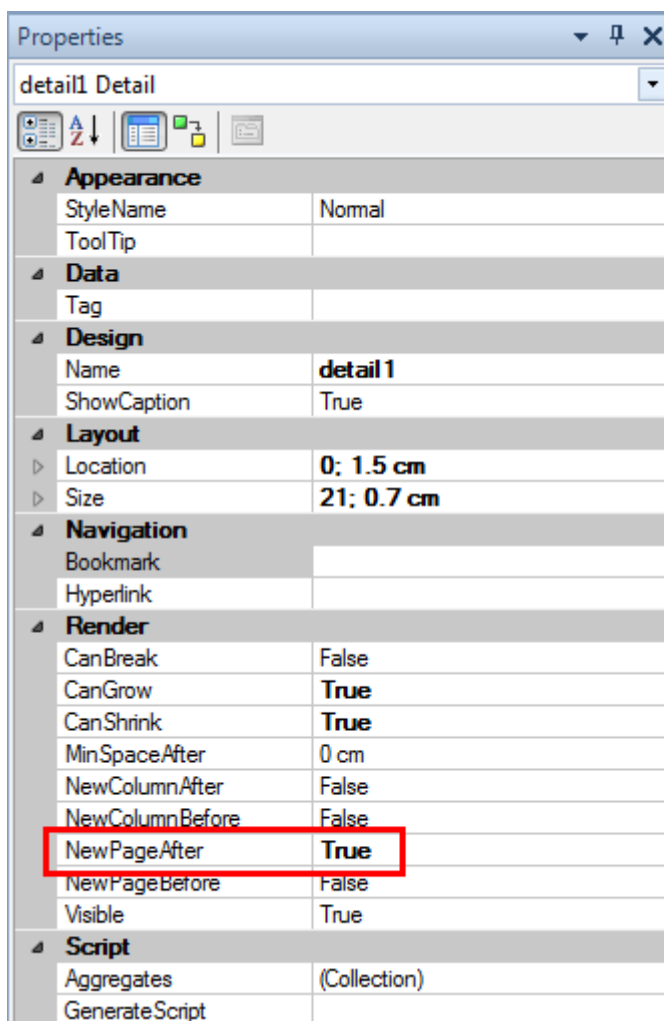 Properties
detail1 Detail
Appearance
StyleName Normal
ToolTip
Data
Tag
Design
Name detail1
ShowCaption True
Layout
Location 0; 1.5 cm
Size 21; 0.7 cm
Navigation
Bookmark
Hyperlink
Render
CanBreak False
CanGrow True
CanShrink True
MinSpaceAfter 0 cm
NewColumnAfter False
NewColumnBefore False
NewPageAfter True
NewPageBefore False
Visible True
Script
Aggregates (Collection)
GenerateScript